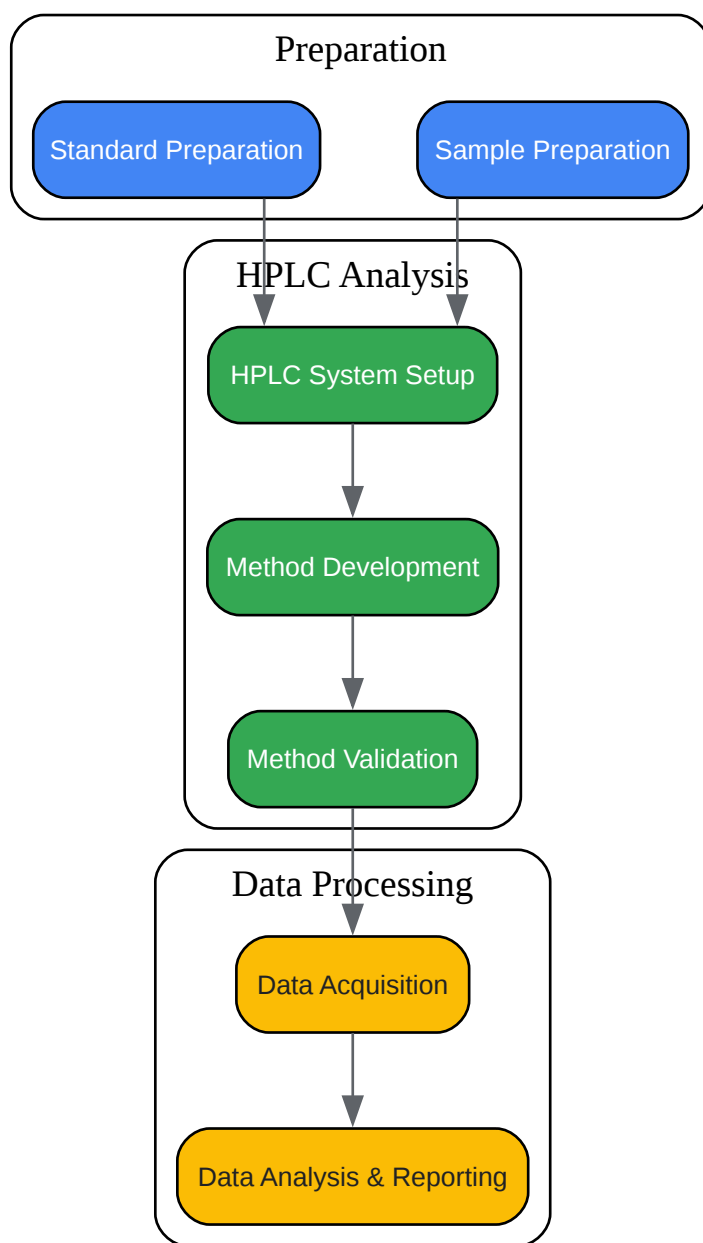 Preparation
Standard Preparation
Sample Preparation
HPLC Analysis
HPLC System Setup
Method Development
Method Validation
Data Processing
Data Acquisition
Data Analysis & Reporting